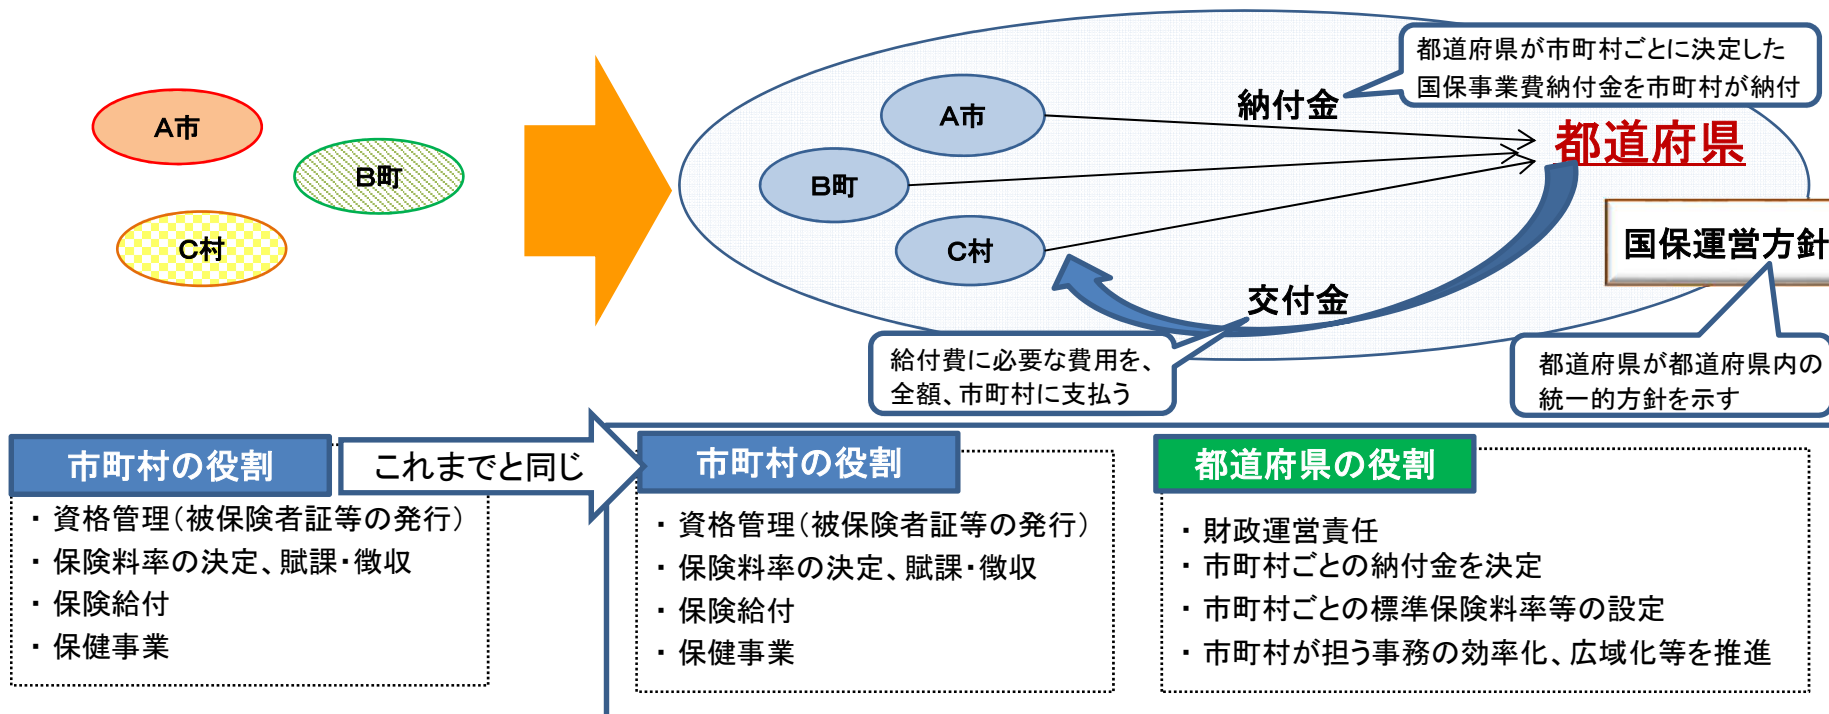 A市
B町
C村
A市
B町
C村
納付金
都道府県が市町村ごとに決定した
国保事業費納付金を市町村が納付
都道府県
国保運営方針
交付金
給付費に必要な費用を、
全額、市町村に支払う
都道府県が都道府県内の
統一的方針を示す
市町村の役割
・ 資格管理（被保険者証等の発行）
・ 保険料率の決定、賦課・徴収
・ 保険給付
・ 保健事業
これまでと同じ
市町村の役割
・ 資格管理（被保険者証等の発行）
・ 保険料率の決定、賦課・徴収
・ 保険給付
・ 保健事業
都道府県の役割
・ 財政運営責任
・ 市町村ごとの納付金を決定
・ 市町村ごとの標準保険料率等の設定
・ 市町村が担う事務の効率化、広域化等を推進